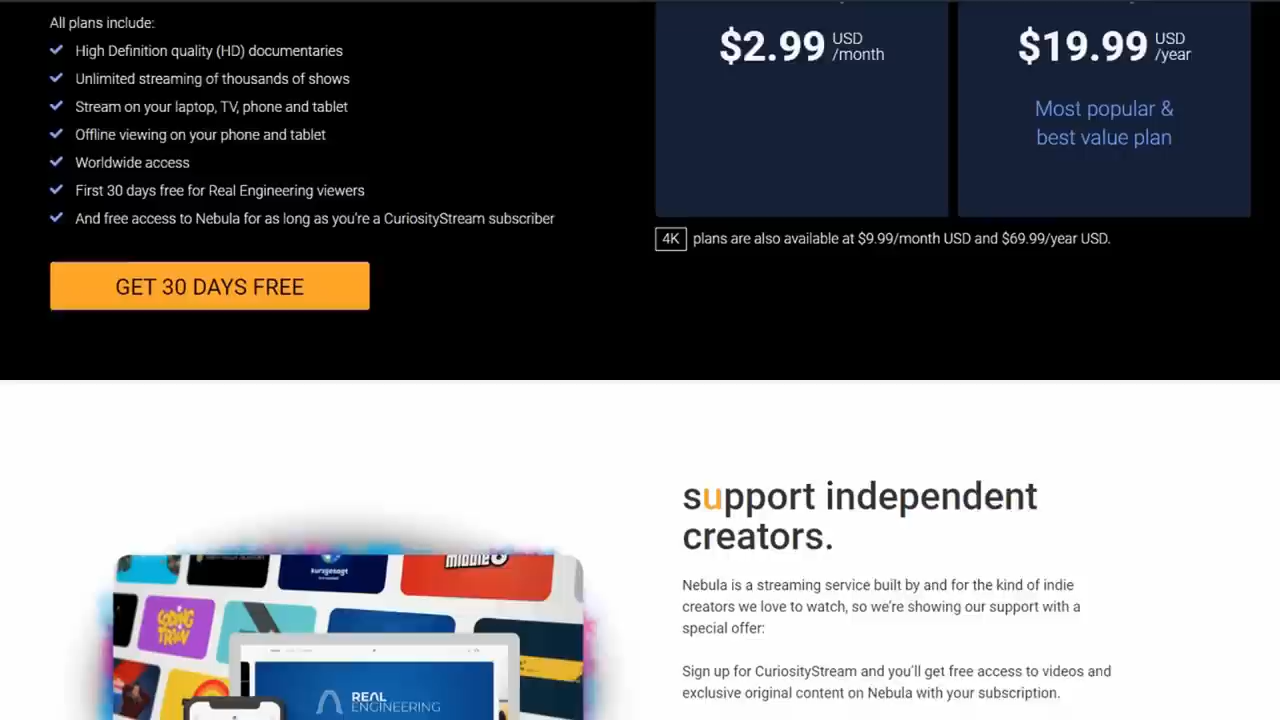 All plans include:
High Definition quality (HD) documentaries
Unlimited streaming of thousands of shows
Stream on your laptop, TV, phone and tablet
Offline viewing on your phone and tablet
Worldwide access
First 30 days free for Real Engineering viewers
And free access to Nebula for as long as you're a CuriosityStream subscriber
GET 30 DAYS FREE
$2.99 USD /month
$19.99 USD /year
Most popular &
best value plan
4K plans are also available at $9.99/month USD and $69.99/year USD.
support independent
creators.
Nebula is a streaming service built by and for the kind of indie
creators we love to watch, so we're showing our support with a
special offer:
Sign up for CuriosityStream and you'll get free access to videos and
exclusive original content on Nebula with your subscription.
kurzgesagt
CODING
TRAIN
REAL
ENGINEERING